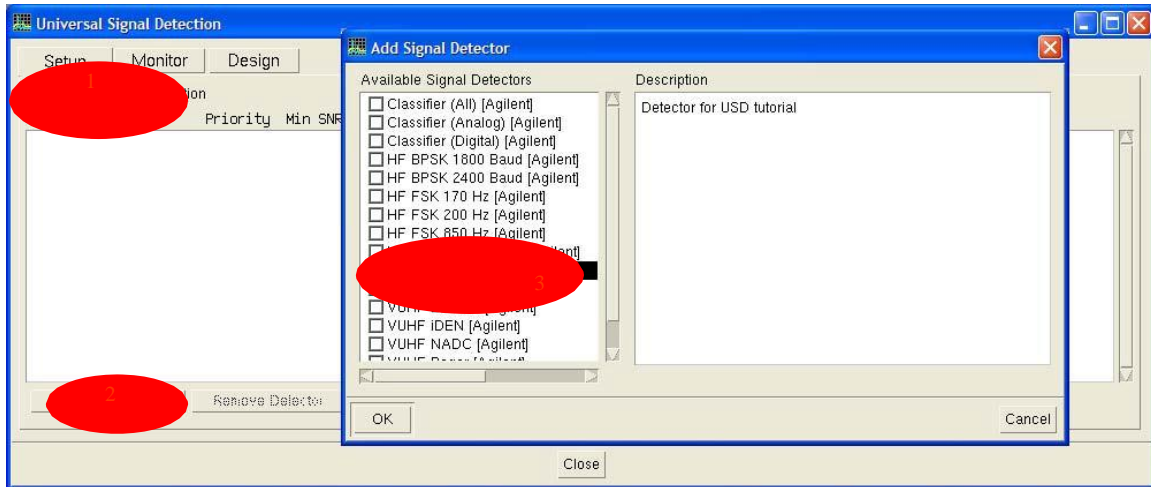 Universal Signal Detection
Setup Monitor Design
1
Priority Min SNR
2
Remove Detector
Close
Add Signal Detector
Available Signal Detectors
Classifier (All) [Agilent]
Classifier (Analog) [Agilent]
Classifier (Digital) [Agilent]
HF BPSK 1800 Baud [Agilent]
HF BPSK 2400 Baud [Agilent]
HF FSK 170 Hz [Agilent]
HF FSK 200 Hz [Agilent]
HF FSK 850 Hz [Agilent]
3
VUHF iDEN [Agilent]
VUHF NADC [Agilent]
Description
Detector for USD tutorial
OK
Cancel